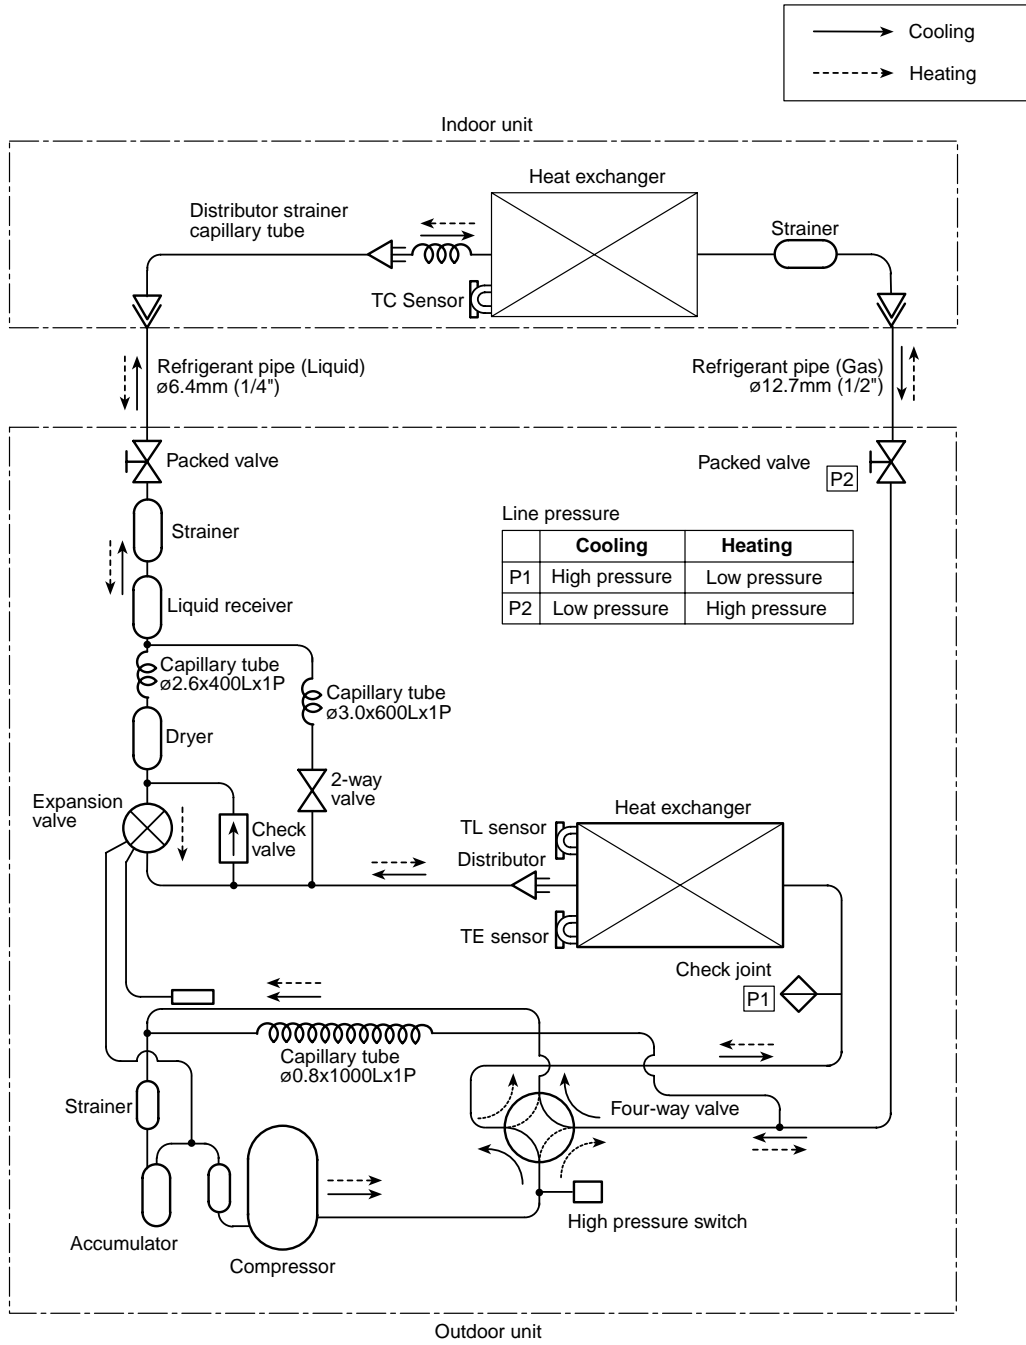 Cooling
Heating
Indoor unit
Heat exchanger
Distributor strainer
capillary tube
Strainer
TC Sensor
Refrigerant pipe (Liquid)
ø6.4mm (1/4")
Refrigerant pipe (Gas)
ø12.7mm (1/2")
Packed valve
Packed valve
P2
Strainer
Line pressure
Cooling Heating
P1 High pressure Low pressure
P2 Low pressure High pressure
Liquid receiver
Capillary tube
ø2.6x400Lx1P
Capillary tube
ø3.0x600Lx1P
Dryer
2-way
valve
Expansion
valve
Check
valve
Heat exchanger
TL sensor
Distributor
TE sensor
Check joint
P1
Capillary tube
ø0.8x1000Lx1P
Strainer
Four-way valve
High pressure switch
Accumulator
Compressor
Outdoor unit